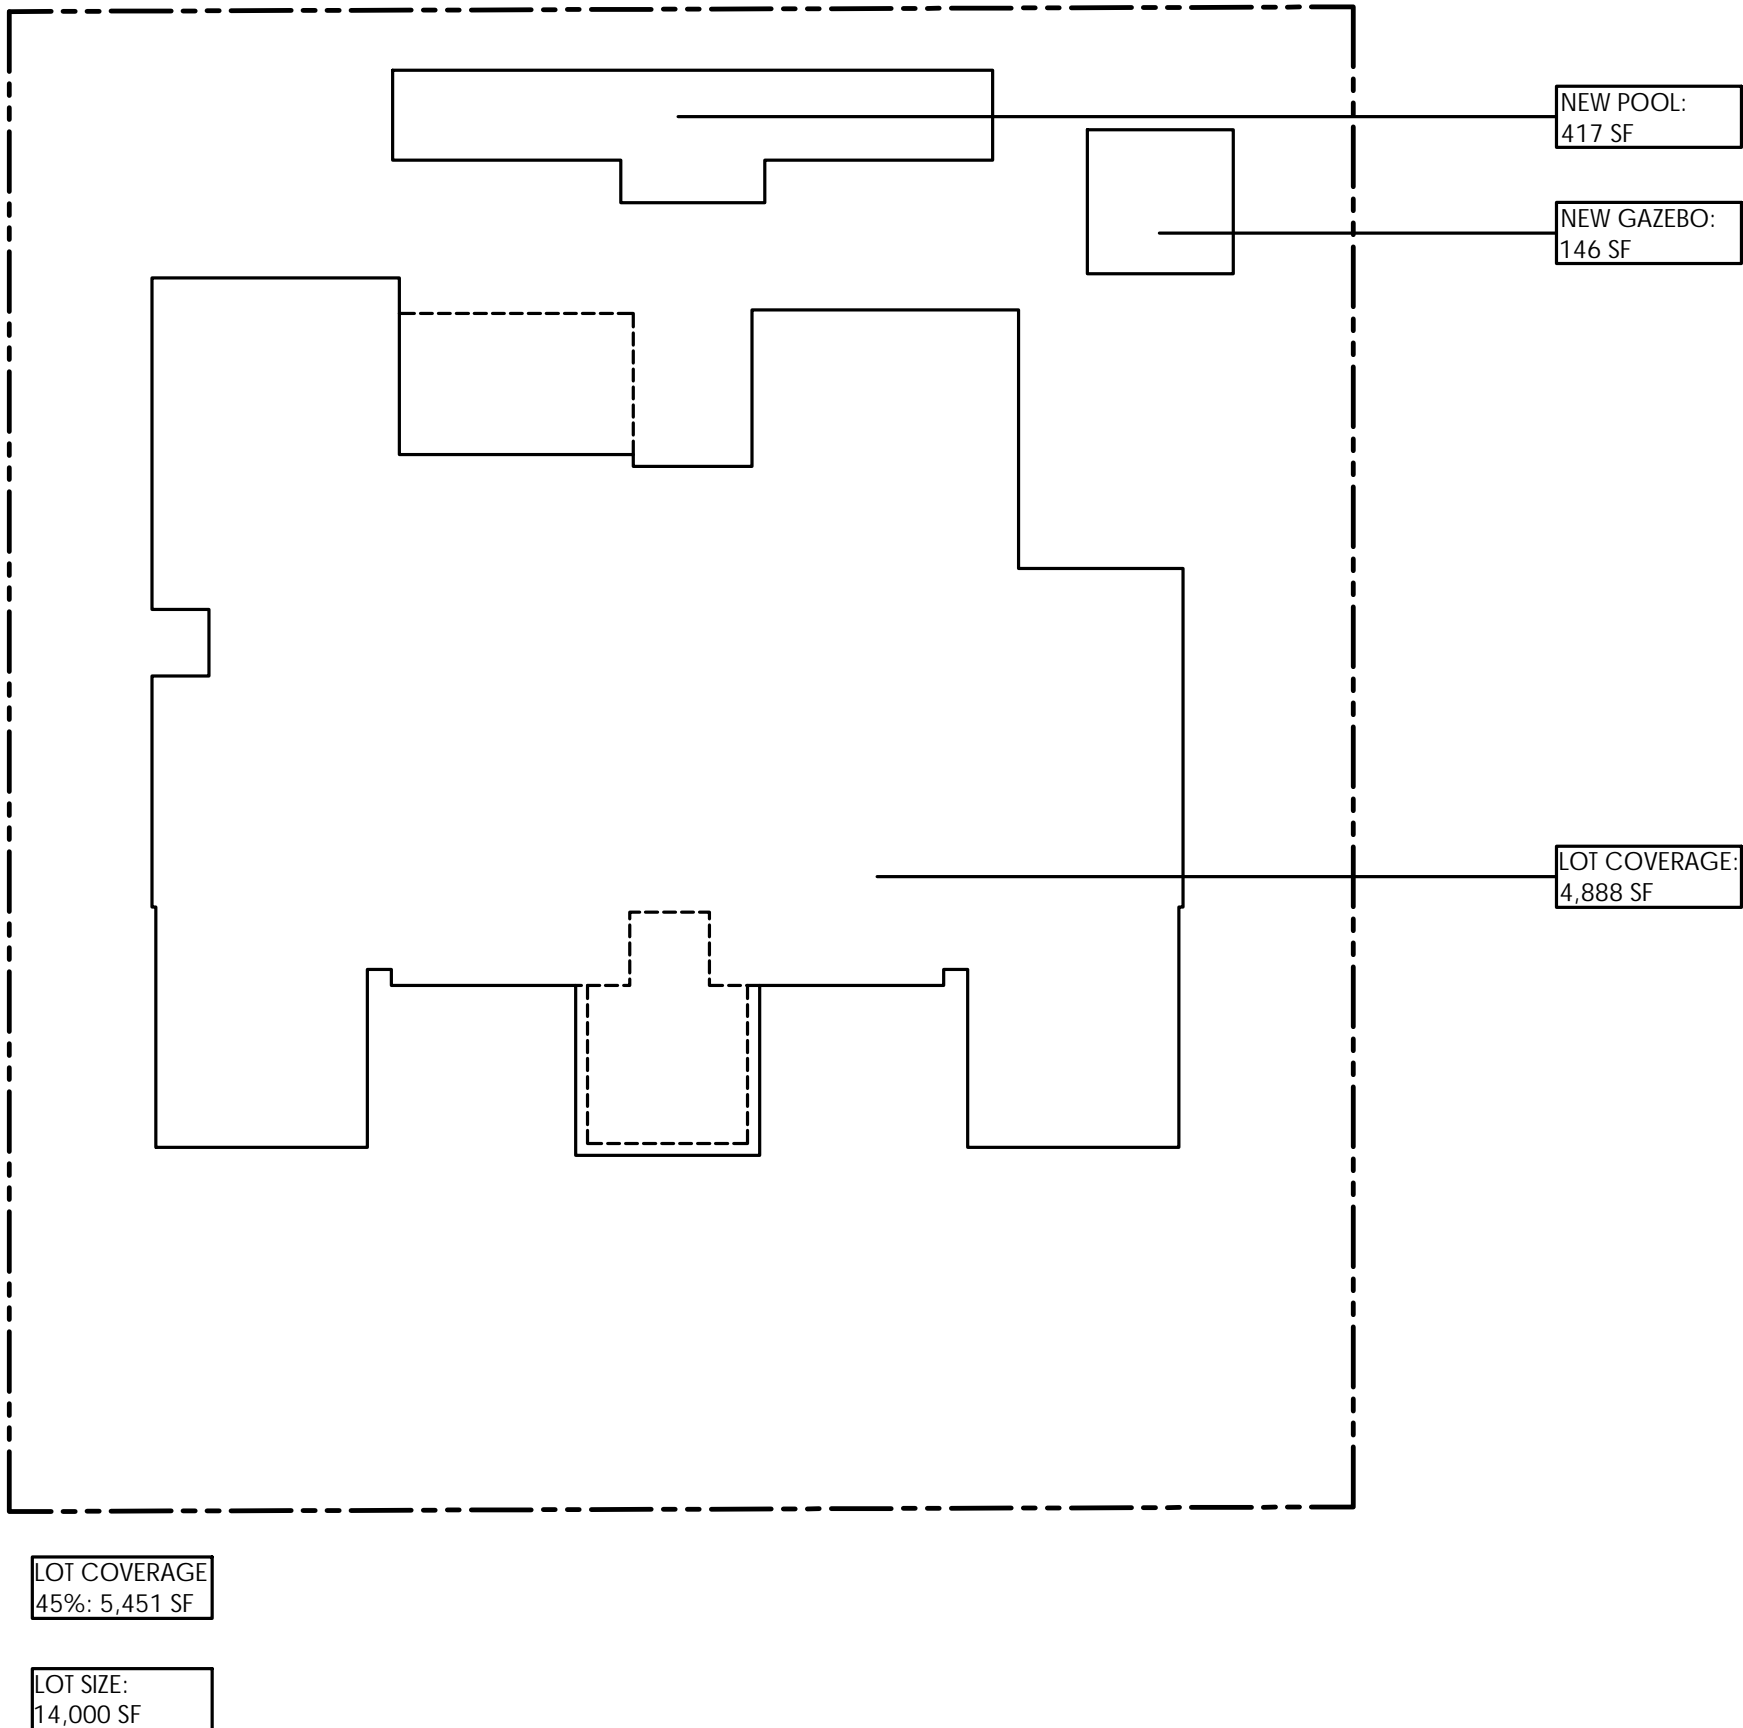 NEW POOL:
417 SF
NEW GAZEBO:
146 SF
LOT COVERAGE:
4,888 SF
LOT COVERAGE
45%: 5,451 SF
LOT SIZE:
14,000 SF